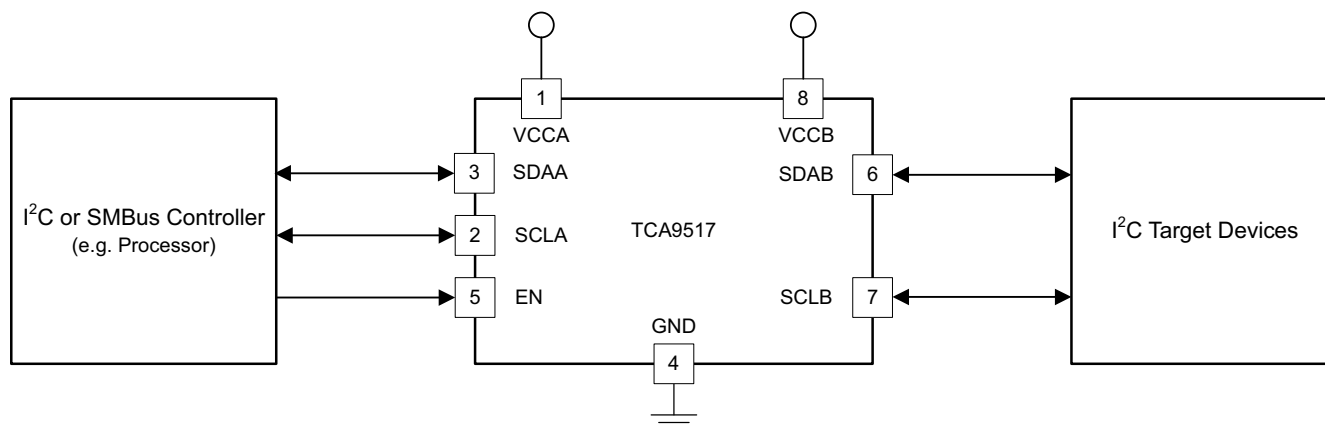 1
8
VCCA
VCCB
3
SDAA
SDAB
6
I²C or SMBus Controller
(e.g. Processor)
2
SCLA
TCA9517
I²C Target Devices
5
EN
SCLB
7
GND
4